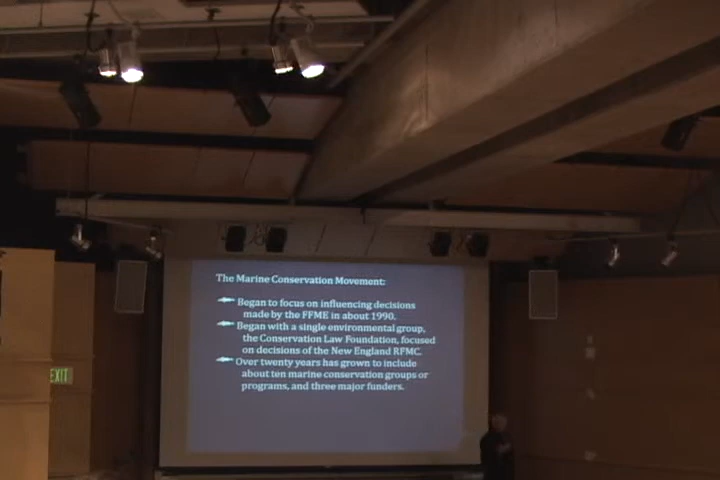 The Marine Conservation Movement:
Began to focus on influencing decisions
made by the FFME in about 1990.
Began with a single environmental group,
the Conservation Law Foundation, focused
on decisions of the New England RFMC.
Over twenty years has grown to include
about ten marine conservation groups or
programs, and three major funders.
EXIT